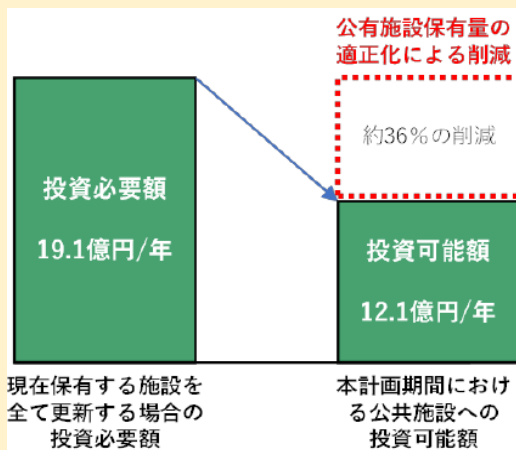 公有施設保有量の
適正化による削減
約36%の削減
投資必要額
19.1億円/年
投資可能額
12.1億円/年
現在保有する施設を
全て更新する場合の
投資必要額
本計画期間におけ
る公共施設への
投資可能額